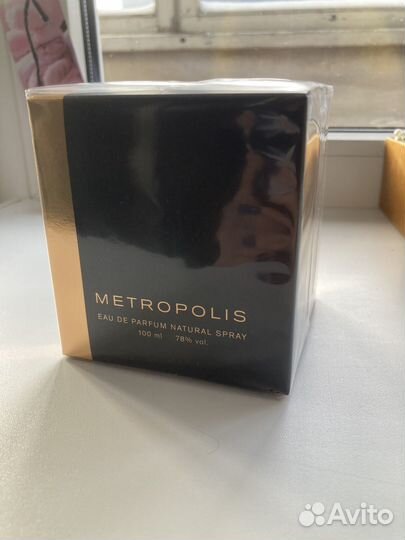 METROPOLIS
EAU DE PARFUM NATURAL SPRAY
100 ml 78% vol.
Avito